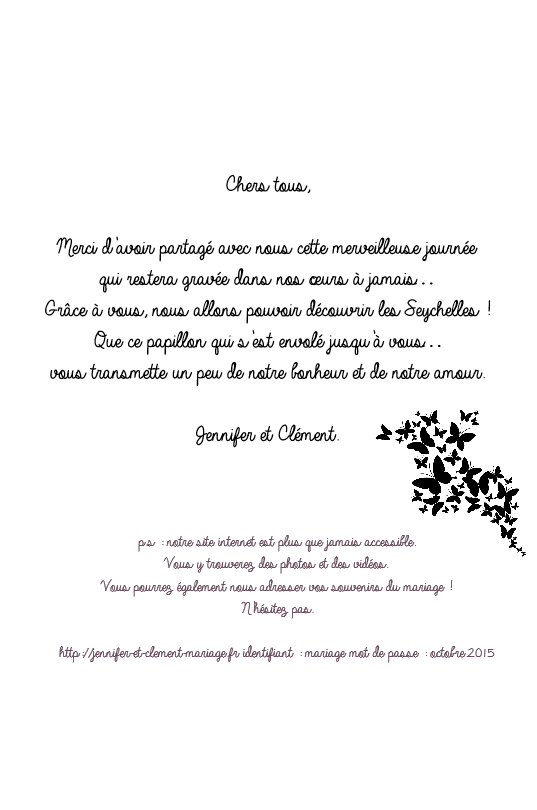 Chers tous,
Merci d'avoir partagé avec nous cette merveilleuse journée
qui restera gravée dans nos cœurs à jamais..
Grâce à vous, nous allons pouvoir découvrir les Seychelles !
Que ce papillon qui s'est envolé jusqu'à vous..
vous transmette un peu de notre bonheur et de notre amour.
Jennifer et Clément.
ps : notre site internet est plus que jamais accessible.
Vous y trouverez des photos et des vidéos.
Vous pourrez également nous adresser vos souvenirs du mariage !
N'hésitez pas.
http://jennifer-et-clement-mariage.fr identifiant : mariage mot de passe : octobre2015